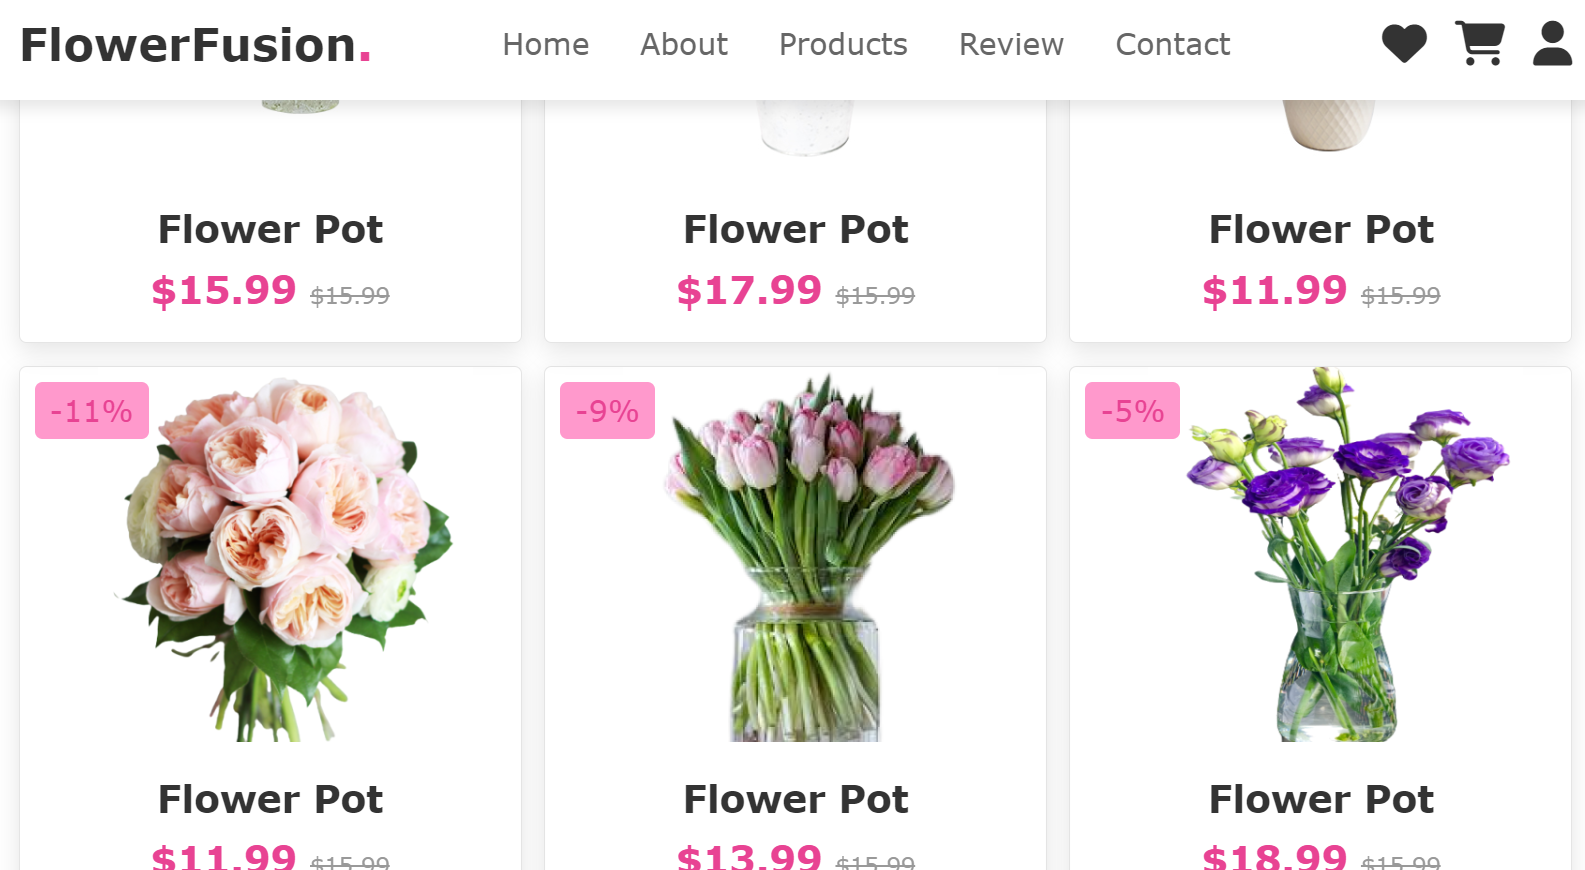 FlowerFusion. Home About Products Review Contact
Flower Pot Flower Pot Flower Pot
$15.99 $15.99 $17.99 $15.99 $11.99 $15.99
-11% -9% -5%
Flower Pot Flower Pot Flower Pot
$11.99 $15.99 $13.99 $15.99 $18.99 $15.99